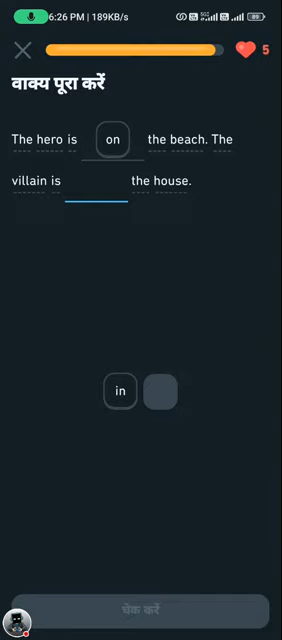 6:26 PM | 189KB/s
5
वाक्य पूरा करें
The hero is on the beach. The
villain is the house.
in
चेक करें